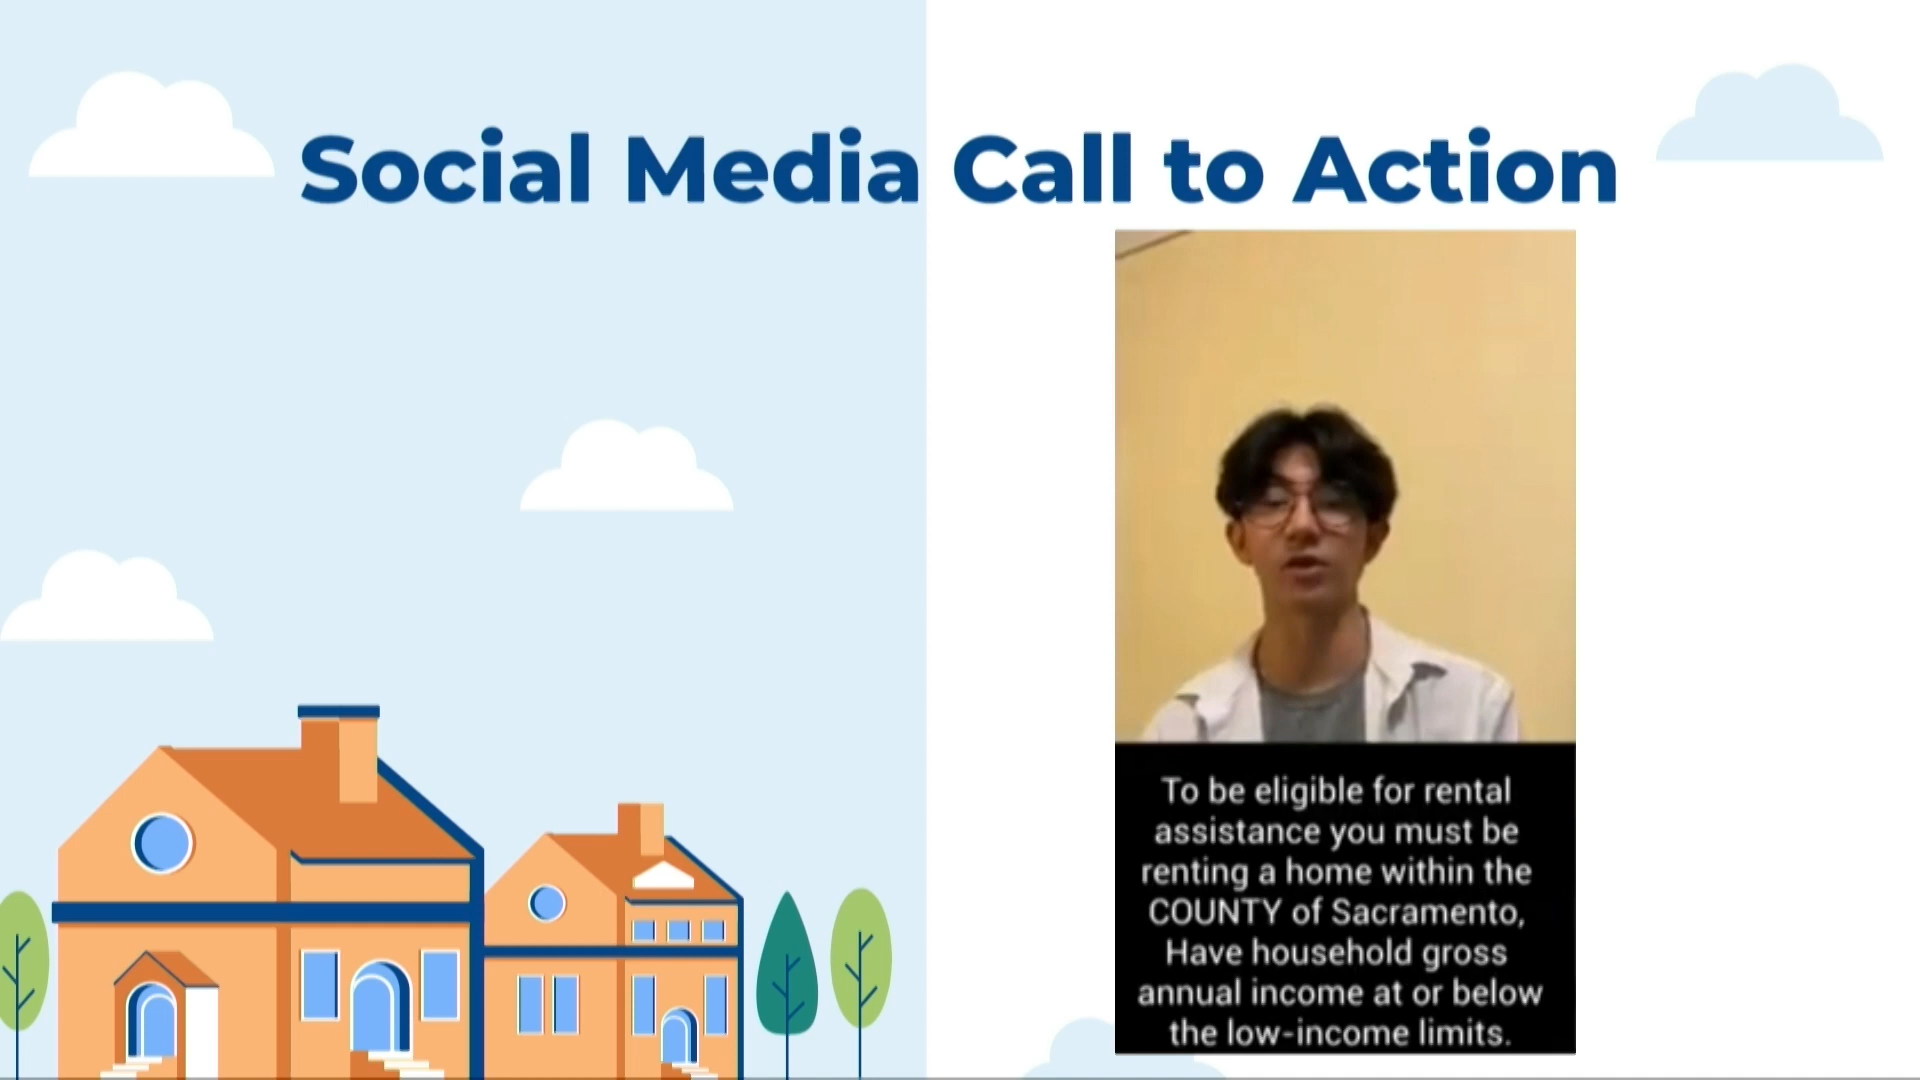 Social Media Call to Action
To be eligible for rental
assistance you must be
renting a home within the
COUNTY of Sacramento,
Have household gross
annual income at or below
the low-income limits.